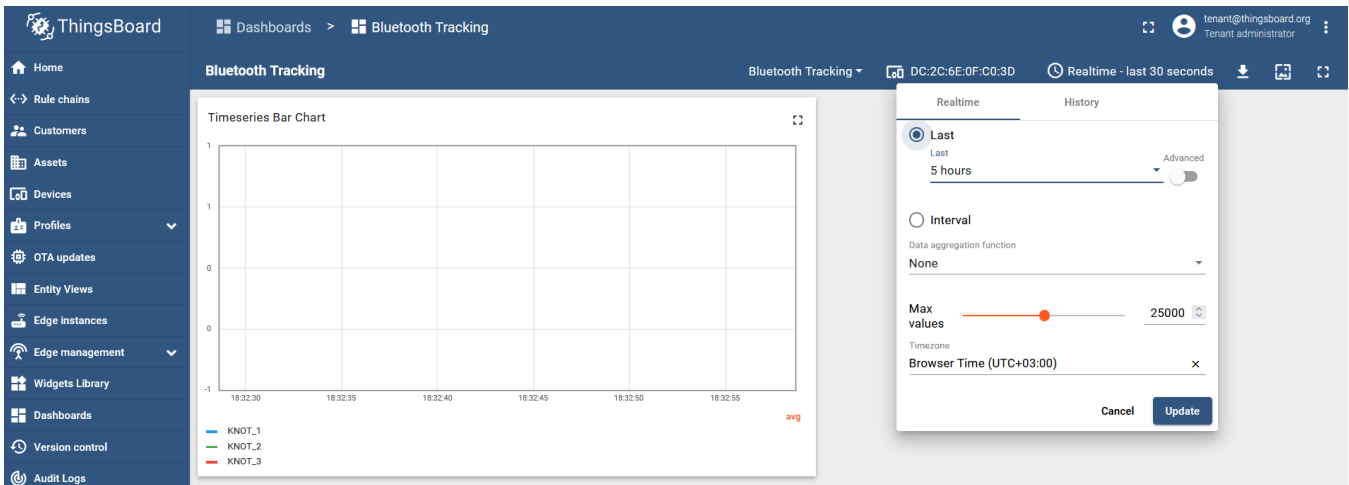 ThingsBoard
Dashboards > Bluetooth Tracking
tenant@thingsboard.org
Tenant administrator
Home
Rule chains
Customers
Assets
Devices
Profiles
OTA updates
Entity Views
Edge instances
Edge management
Widgets Library
Dashboards
Version control
Audit Logs
Bluetooth Tracking
Bluetooth Tracking
DC:2C:6E:0F:C0:3D
Realtime - last 30 seconds
Timeseries Bar Chart
1
1
0
0
-1
18:32:30 18:32:35 18:32:40 18:32:45 18:32:50 18:32:55
avg
KNOT_1
KNOT_2
KNOT_3
Realtime History
Last
Last
5 hours
Advanced
Interval
Data aggregation function
None
Max
values
25000
Timezone
Browser Time (UTC+03:00)
Cancel Update